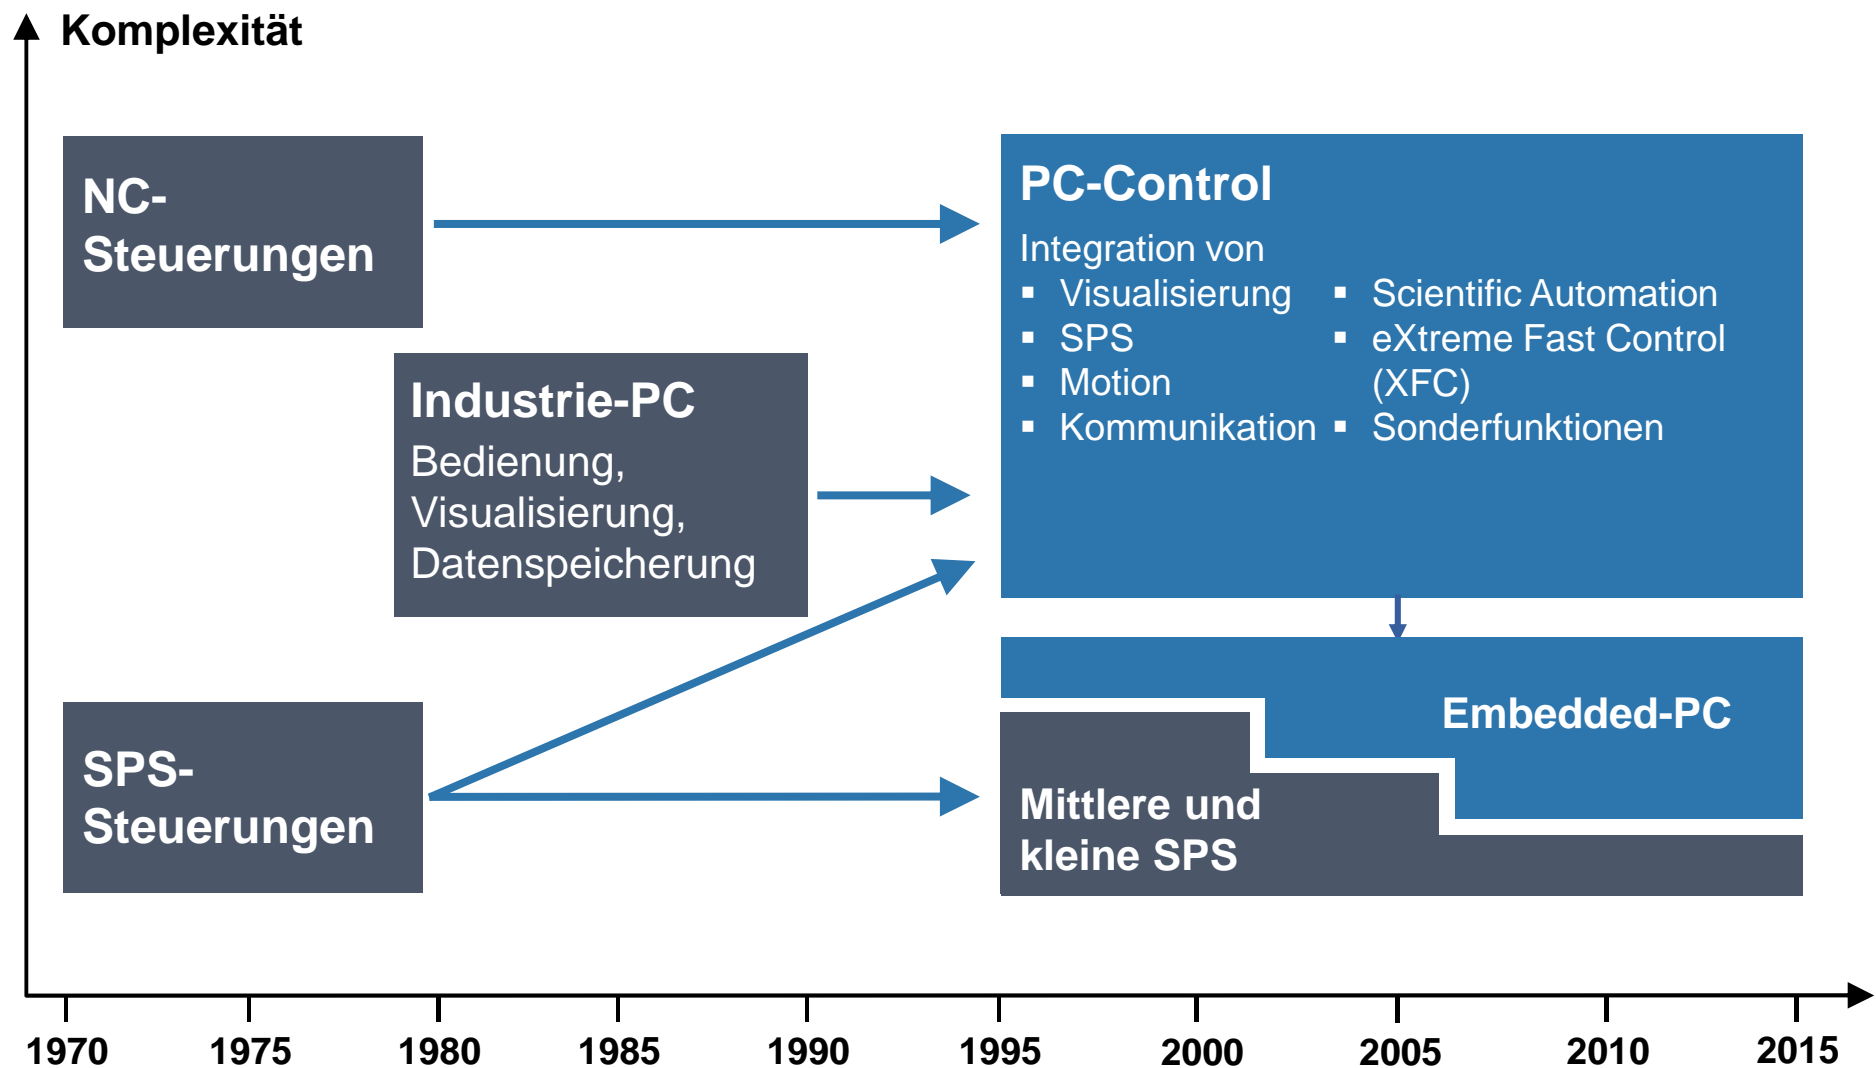 Komplexität
NC-
Steuerungen
Industrie-PC
Bedienung,
Visualisierung,
Datenspeicherung
SPS-
Steuerungen
PC-Control
Integration von
▪ Visualisierung
▪ SPS
▪ Motion
▪ Kommunikation
▪ Scientific Automation
▪ eXtreme Fast Control
(XFC)
▪ Sonderfunktionen
Embedded-PC
Mittlere und
kleine SPS
1970 1975 1980 1985 1990 1995 2000 2005 2010 2015